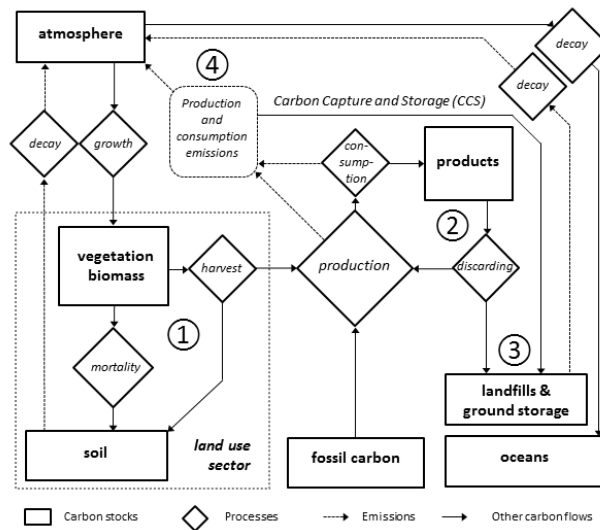 atmosphere
decay
decay
④
Production and
consumption
emissions
Carbon Capture and Storage (CCS)
decay
growth
con-
sump-
tion
products
②
vegetation
biomass
harvest
production
discarding
①
③
mortality
landfills &
ground storage
soil
land use
sector
fossil carbon
oceans
Carbon stocks
Processes
Emissions
Other carbon flows